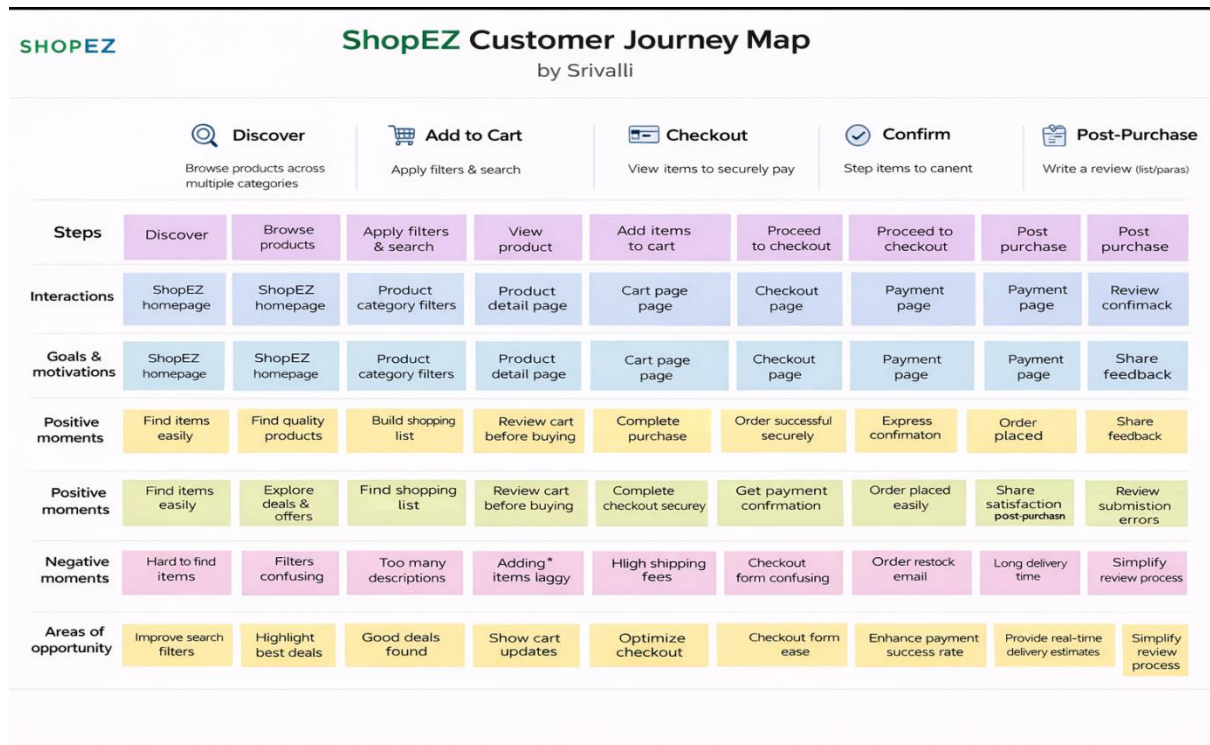 SHOPEZ
ShopEZ Customer Journey Map
by Srivalli
Discover
Browse products across
multiple categories
Add to Cart
Apply filters & search
Checkout
View items to securely pay
Confirm
Step items to canent
Post-Purchase
Write a review (list/paras)
Steps
Discover
Browse
products
Apply filters
& search
View
product
Add items
to cart
Proceed
to checkout
Proceed to
checkout
Post
purchase
Post
purchase
Interactions
ShopEZ
homepage
ShopEZ
homepage
Product
category filters
Product
detail page
Cart page
page
Checkout
page
Payment
page
Payment
page
Review
confimack
Goals &
motivations
ShopEZ
homepage
ShopEZ
homepage
Product
category filters
Product
detail page
Cart page
page
Checkout
page
Payment
page
Payment
page
Share
feedback
Positive
moments
Find items
easily
Find quality
products
Build shopping
list
Review cart
before buying
Complete
purchase
Order successful
securely
Express
confimaton
Order
placed
Share
feedback
Positive
moments
Find items
easily
Explore
deals &
offers
Find shopping
list
Review cart
before buying
Complete
checkout securey
Get payment
confrmation
Order placed
easily
Share
satisfaction
post-purchasn
Review
submistion
errors
Negative
moments
Hard to find
items
Filters
confusing
Too many
descriptions
Adding*
items laggy
Hligh shipping
fees
Checkout
form confusing
Order restock
email
Long delivery
time
Simplify
review process
Areas of
opportunity
Improve search
filters
Highlight
best deals
Good deals
found
Show cart
updates
Optimize
checkout
Checkout form
ease
Enhance payment
success rate
Provide real-time
delivery estimates
Simplify
review
process